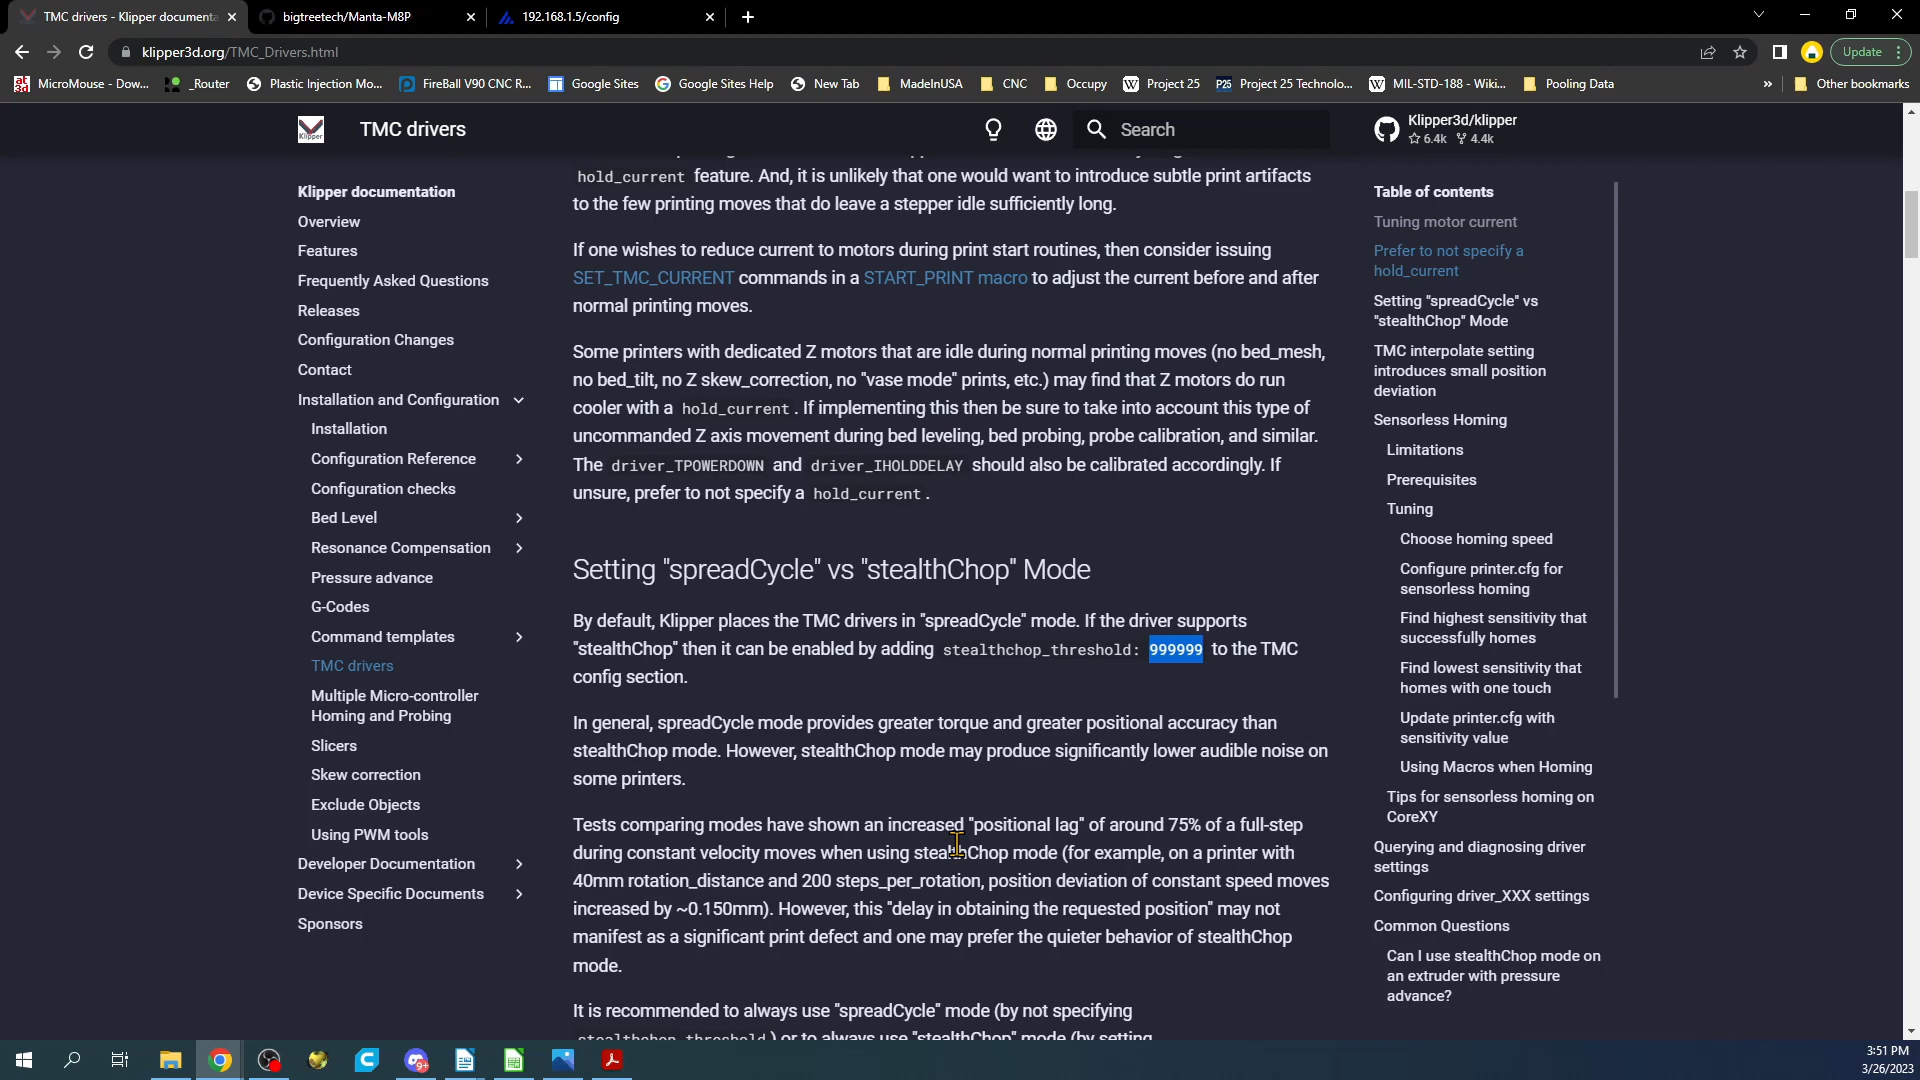 TMC drivers - Klipper documenta
bigtreetech/Manta-M8P
192.168.1.5/config
klipper3d.org/TMC_Drivers.html
Update
MicroMouse - Dow...
_Router
Plastic Injection Mo...
FireBall V90 CNC R...
Google Sites
Google Sites Help
New Tab
MadeInUSA
CNC
Occupy
Project 25
Project 25 Technolo...
MIL-STD-188 - Wiki...
Pooling Data
»
Other bookmarks
Klipper
TMC drivers
Search
Klipper3d/klipper
6.4k 4.4k
Klipper documentation
Overview
Features
Frequently Asked Questions
Releases
Configuration Changes
Contact
Installation and Configuration
Installation
Configuration Reference
Configuration checks
Bed Level
Resonance Compensation
Pressure advance
G-Codes
Command templates
TMC drivers
Multiple Micro-controller
Homing and Probing
Slicers
Skew correction
Exclude Objects
Using PWM tools
Developer Documentation
Device Specific Documents
Sponsors
hold_current feature. And, it is unlikely that one would want to introduce subtle print artifacts
to the few printing moves that do leave a stepper idle sufficiently long.
If one wishes to reduce current to motors during print start routines, then consider issuing
SET_TMC_CURRENT commands in a START_PRINT macro to adjust the current before and after
normal printing moves.
Some printers with dedicated Z motors that are idle during normal printing moves (no bed_mesh,
no bed_tilt, no Z skew_correction, no "vase mode" prints, etc.) may find that Z motors do run
cooler with a hold_current. If implementing this then be sure to take into account this type of
uncommanded Z axis movement during bed leveling, bed probing, probe calibration, and similar.
The driver_TPOWERDOWN and driver_IHOLDDELAY should also be calibrated accordingly. If
unsure, prefer to not specify a hold_current.
Setting "spreadCycle" vs "stealthChop" Mode
By default, Klipper places the TMC drivers in "spreadCycle" mode. If the driver supports
"stealthChop" then it can be enabled by adding stealthchop_threshold: 999999 to the TMC
config section.
In general, spreadCycle mode provides greater torque and greater positional accuracy than
stealthChop mode. However, stealthChop mode may produce significantly lower audible noise on
some printers.
Tests comparing modes have shown an increased "positional lag" of around 75% of a full-step
during constant velocity moves when using stealthChop mode (for example, on a printer with
40mm rotation_distance and 200 steps_per_rotation, position deviation of constant speed moves
increased by ~0.150mm). However, this "delay in obtaining the requested position" may not
manifest as a significant print defect and one may prefer the quieter behavior of stealthChop
mode.
It is recommended to always use "spreadCycle" mode (by not specifying
stealthchop_threshold) or to always use "stealthChop" mode (by setting
Table of contents
Tuning motor current
Prefer to not specify a
hold_current
Setting "spreadCycle" vs
"stealthChop" Mode
TMC interpolate setting
introduces small position
deviation
Sensorless Homing
Limitations
Prerequisites
Tuning
Choose homing speed
Configure printer.cfg for
sensorless homing
Find highest sensitivity that
successfully homes
Find lowest sensitivity that
homes with one touch
Update printer.cfg with
sensitivity value
Using Macros when Homing
Tips for sensorless homing on
CoreXY
Querying and diagnosing driver
settings
Configuring driver_XXX settings
Common Questions
Can I use stealthChop mode on
an extruder with pressure
advance?
3:51 PM
3/26/2023